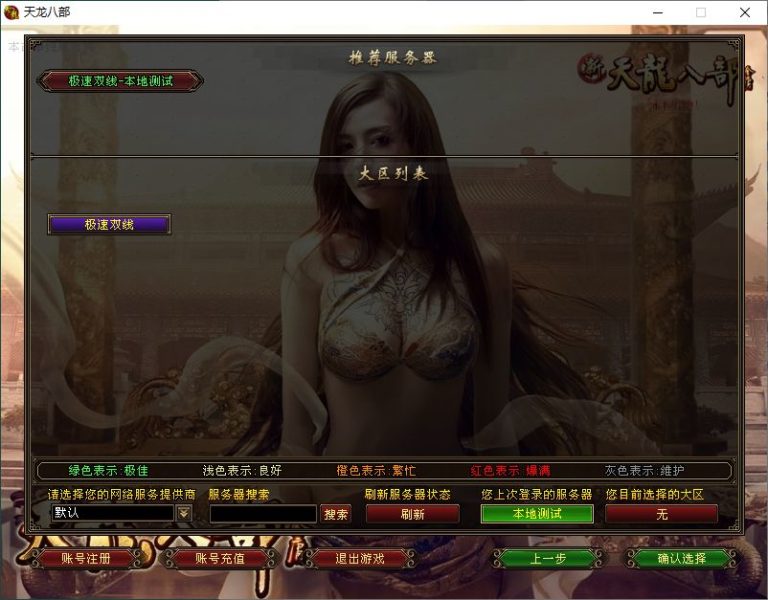 天龙八部
推荐服务器
极速双线-本地测试
新天龍八部
大区列表
极速双线
绿色表示:极佳 浅色表示:良好 橙色表示:繁忙 红色表示:爆满 灰色表示:维护
请选择您的网络服务提供商 服务器搜索 刷新服务器状态 您上次登录的服务器 您目前选择的大区
默认 搜索 刷新 本地测试 无
账号注册 账号充值 退出游戏 上一步 确认选择